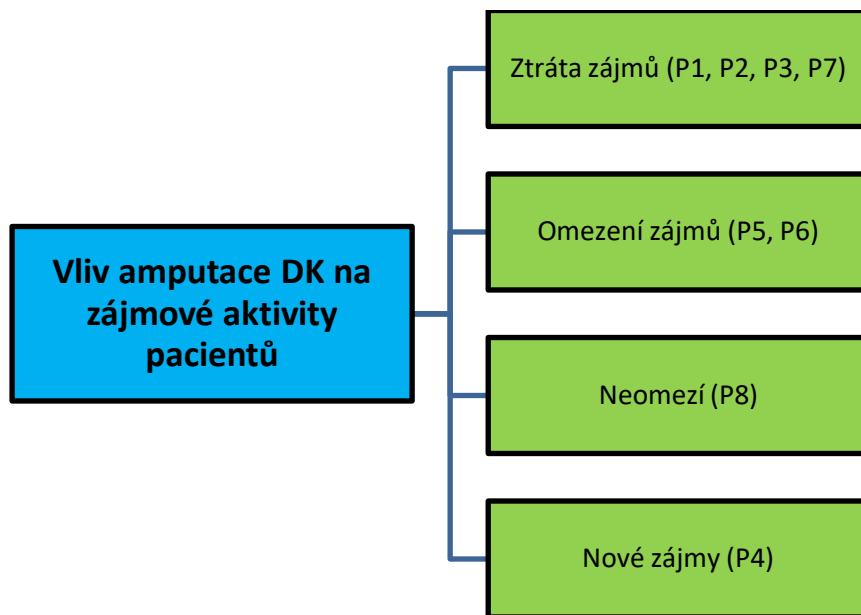 Ztráta zájmů (P1, P2, P3, P7)
Omezení zájmů (P5, P6)
Vliv amputace DK na
zájmové aktivity
pacientů
Neomezí (P8)
Nové zájmy (P4)